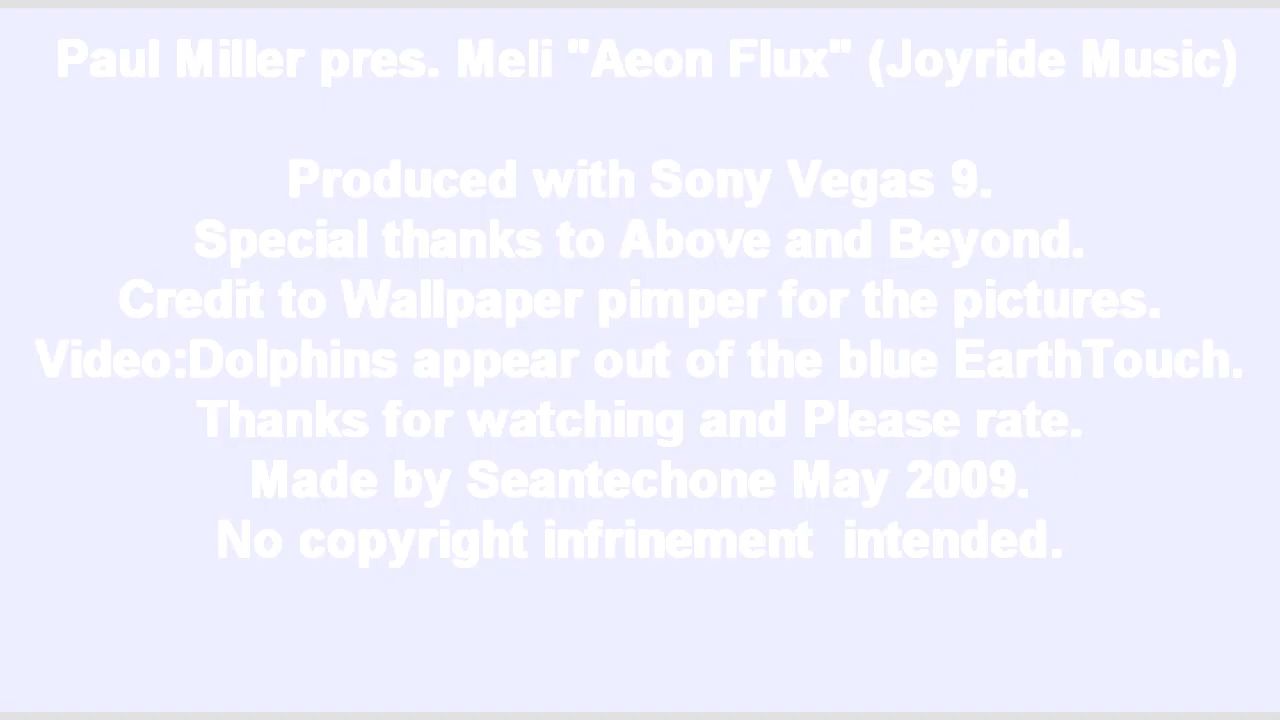 Paul Miller pres. Meli "Aeon Flux" (Joyride Music)
Produced with Sony Vegas 9.
Special thanks to Above and Beyond.
Credit to Wallpaper pimper for the pictures.
Video:Dolphins appear out of the blue EarthTouch.
Thanks for watching and Please rate.
Made by Seantechone May 2009.
No copyright infrinement  intended.